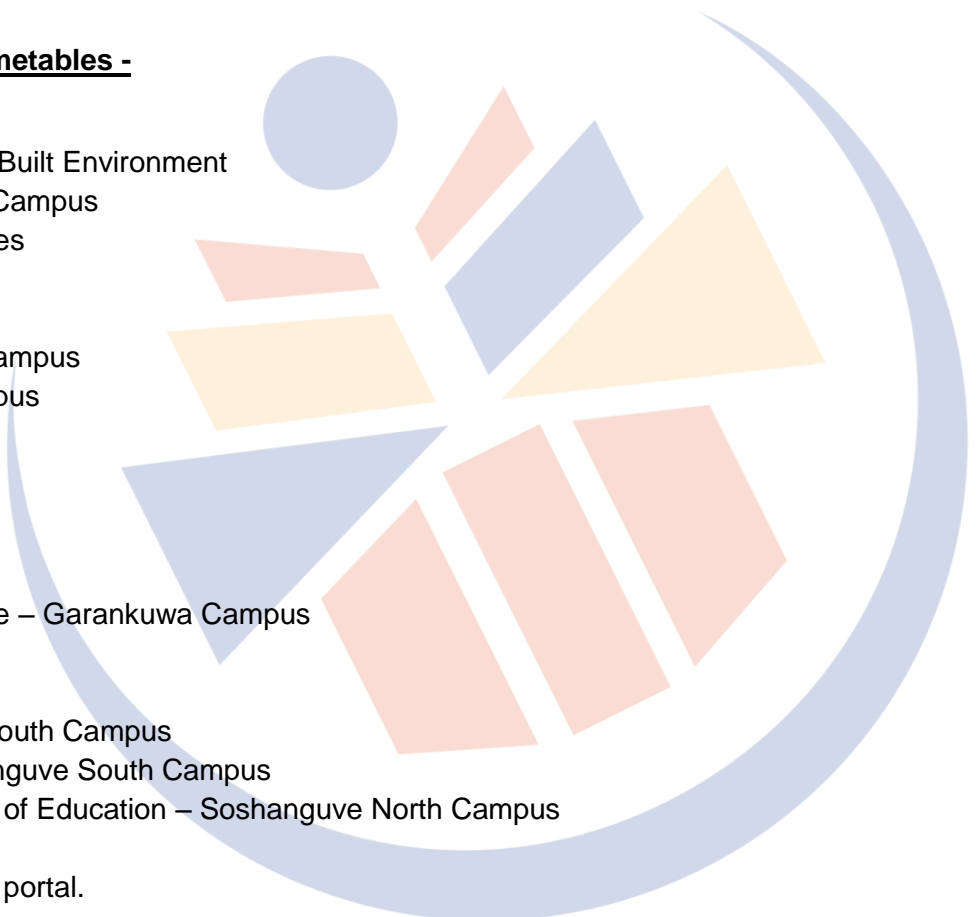 netables -
Built Environment
Campus
es
ampus
ous
e – Garankuwa Campus
outh Campus
nguve South Campus
of Education – Soshanguve North Campus
portal.